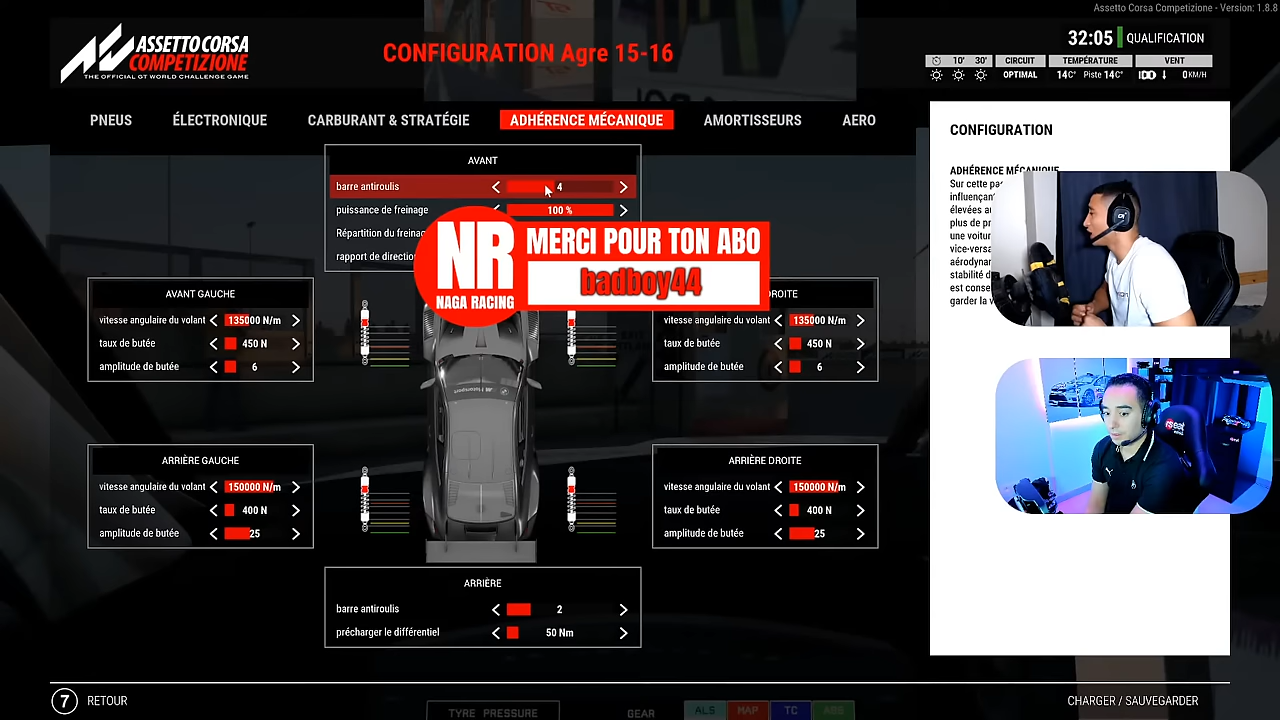 Assetto Corsa Competizione - Version: 1.8.8
ASSETTO CORSA
COMPETIZIONE
THE OFFICIAL GT WORLD CHALLENGE GAME
CONFIGURATION Agre 15-16
32:05 QUALIFICATION
10' 30' CIRCUIT TEMPÉRATURE VENT
OPTIMAL 14C° Piste 14C° 0KM/H
PNEUS ÉLECTRONIQUE CARBURANT & STRATÉGIE ADHÉRENCE MÉCANIQUE AMORTISSEURS AERO
AVANT
barre antiroulis 4
puissance de freinage 100 %
Répartition du freinag
rapport de direction
NR
NAGA RACING
MERCI POUR TON ABO
badboy44
AVANT GAUCHE
vitesse angulaire du volant 135000 N/m
taux de butée 450 N
amplitude de butée 6
DROITE
vitesse angulaire du volant 135000 N/m
taux de butée 450 N
amplitude de butée 6
ARRIÈRE GAUCHE
vitesse angulaire du volant 150000 N/m
taux de butée 400 N
amplitude de butée 25
ARRIÈRE DROITE
vitesse angulaire du volant 150000 N/m
taux de butée 400 N
amplitude de butée 25
ARRIÈRE
barre antiroulis 2
précharger le différentiel 50 Nm
CONFIGURATION
ADHÉRENCE MÉCANIQUE
Sur cette pa
influençan
élevées au
plus de pr
une voitur
vice-versa
aérodynar
stabilité d
est conse
garder la v
7 RETOUR
CHARGER / SAUVEGARDER
TYRE PRESSURE GEAR ALS MAP TC ABS